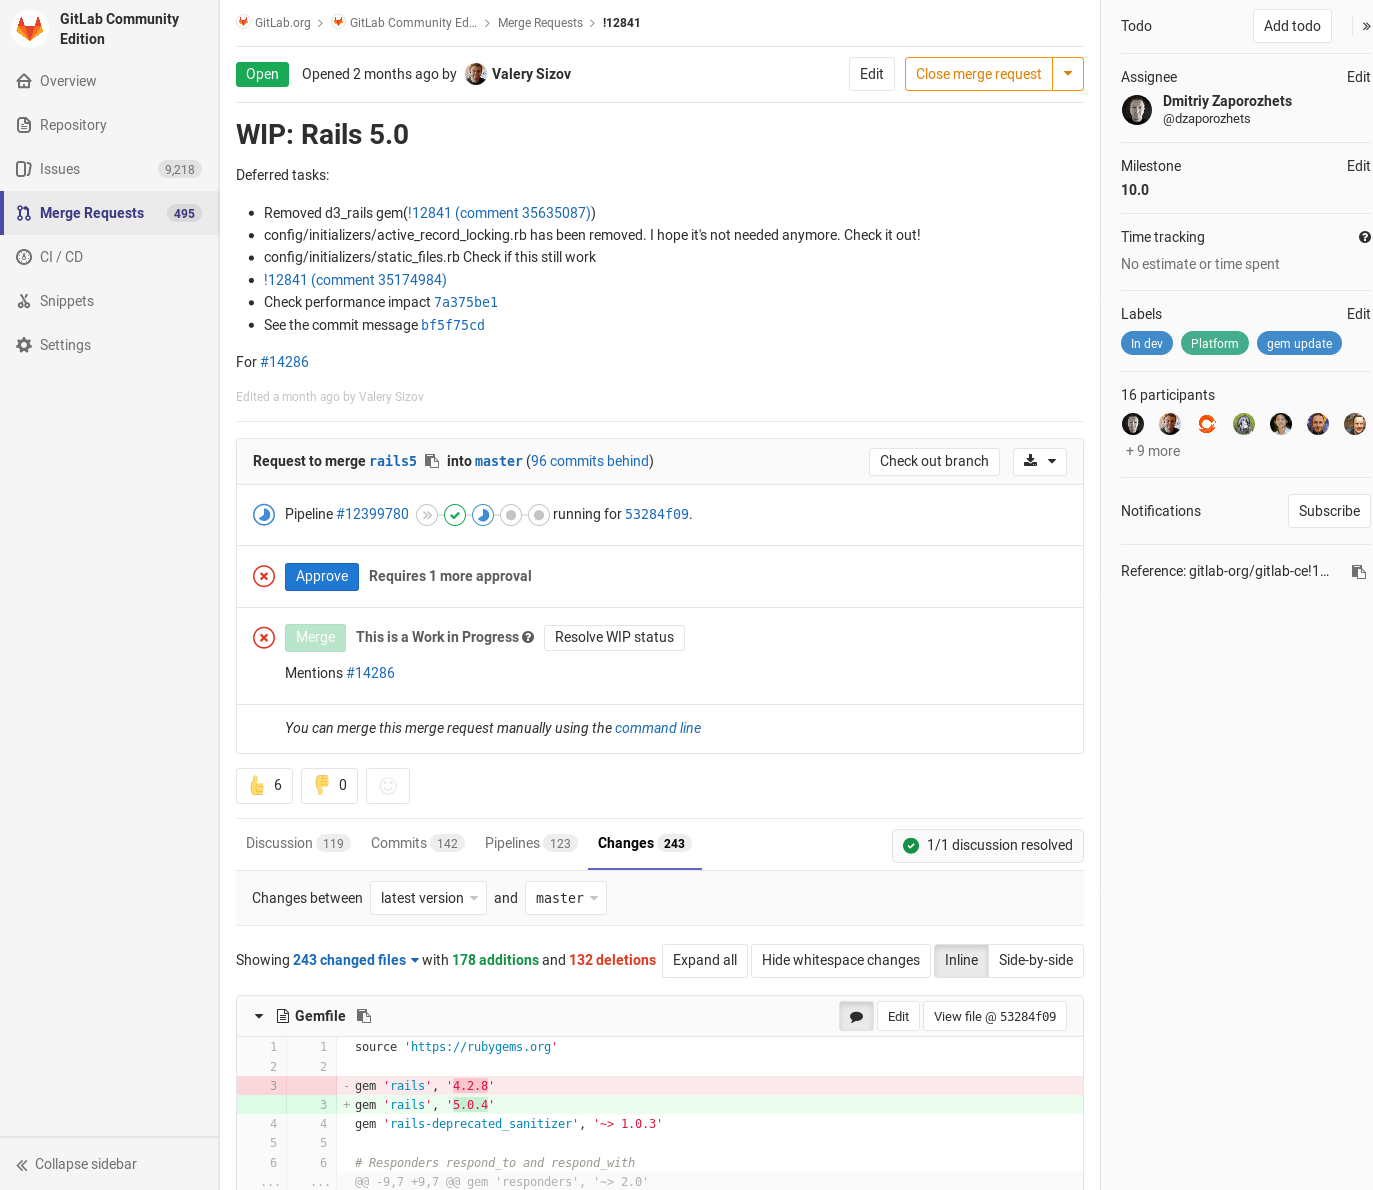 GitLab Community
Edition
Overview
Repository
Issues 9,218
Merge Requests 495
CI / CD
Snippets
Settings
Collapse sidebar
GitLab.org > GitLab Community Ed... > Merge Requests > !12841
Open Opened 2 months ago by Valery Sizov Edit Close merge request
WIP: Rails 5.0
Deferred tasks:
• Removed d3_rails gem(!12841 (comment 35635087))
• config/initializers/active_record_locking.rb has been removed. I hope it's not needed anymore. Check it out!
• config/initializers/static_files.rb Check if this still work
• !12841 (comment 35174984)
• Check performance impact 7a375be1
• See the commit message bf5f75cd
For #14286
Edited a month ago by Valery Sizov
Request to merge rails5 into master (96 commits behind) Check out branch
Pipeline #12399780 running for 53284f09.
Approve Requires 1 more approval
Merge This is a Work in Progress Resolve WIP status
Mentions #14286
You can merge this merge request manually using the command line
6 0
Discussion 119 Commits 142 Pipelines 123 Changes 243 1/1 discussion resolved
Changes between latest version and master
Showing 243 changed files with 178 additions and 132 deletions Expand all Hide whitespace changes Inline Side-by-side
Gemfile Edit View file @ 53284f09
1 1 source 'https://rubygems.org'
2 2
3 - gem 'rails', '4.2.8'
3 + gem 'rails', '5.0.4'
4 4 gem 'rails-deprecated_sanitizer', '~> 1.0.3'
5 5
6 6 # Responders respond_to and respond_with
... ... @@ -9,7 +9,7 @@ gem 'responders', '~> 2.0'
Todo Add todo »
Assignee Edit
Dmitriy Zaporozhets
@dzaporozhets
Milestone Edit
10.0
Time tracking
No estimate or time spent
Labels Edit
In dev Platform gem update
16 participants
+ 9 more
Notifications Subscribe
Reference: gitlab-org/gitlab-ce!1...